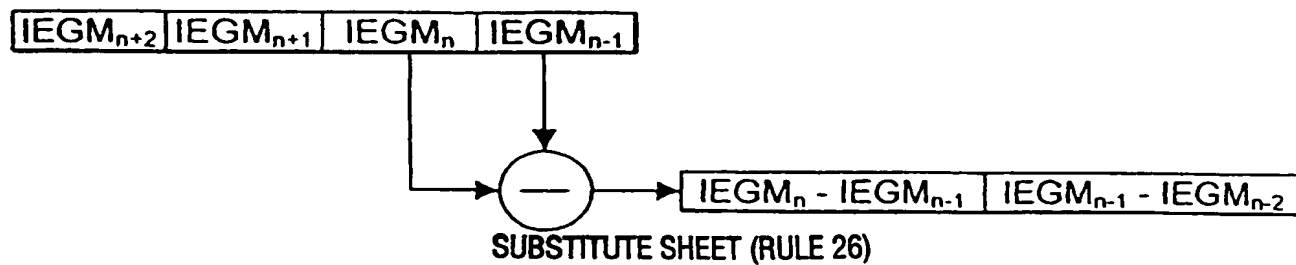 IEGMₙ₊₂ IEGMₙ₊₁ IEGMₙ IEGMₙ₋₁
—
IEGMₙ - IEGMₙ₋₁ IEGMₙ₋₁ - IEGMₙ₋₂
SUBSTITUTE SHEET (RULE 26)